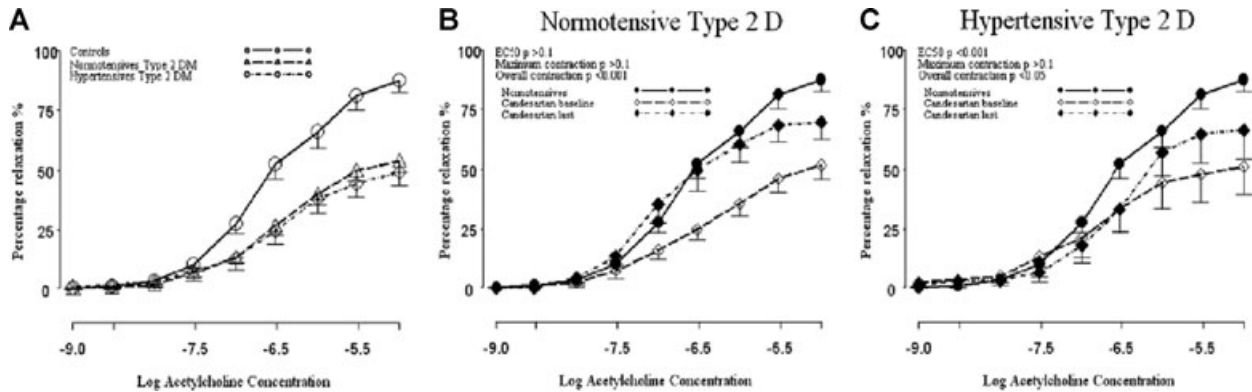 A
Controls
Normotensives Type 2 DM
Hypertensives Type 2 DM
100
75
50
25
0
Percentage relaxation %
-9.0 -7.5 -6.5 -5.5
Log Acetylcholine Concentration
B
Normotensive Type 2 D
EC50 p >0.1
Maximum contraction p >0.1
Overall contraction p <0.001
Normotensives
Candesartan baseline
Candesartan last
100
75
50
25
0
Percentage relaxation %
-9.0 -7.5 -6.5 -5.5
Log Acetylcholine Concentration
C
Hypertensive Type 2 D
EC50 p <0.001
Maximum contraction p >0.1
Overall contraction p <0.05
Normotensives
Candesartan baseline
Candesartan last
100
75
50
25
0
Percentage relaxation %
-9.0 -7.5 -6.5 -5.5
Log Acetylcholine Concentration